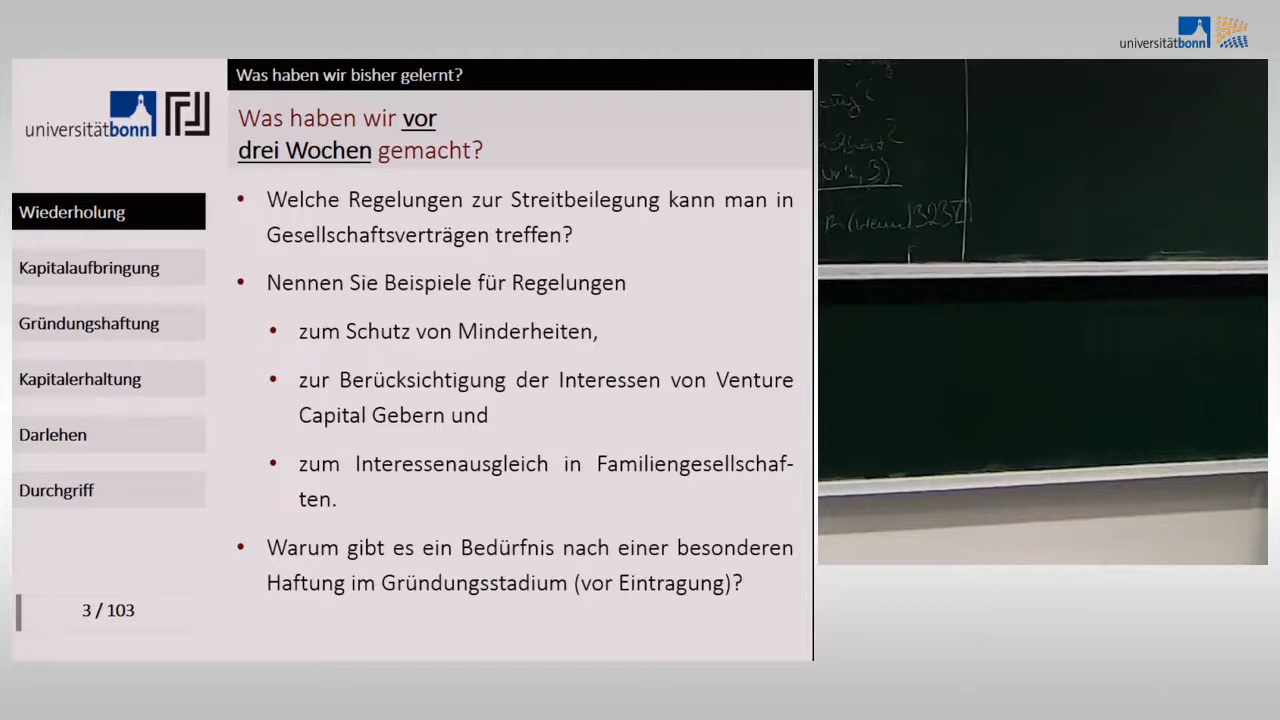 universitätbonn
Was haben wir bisher gelernt?
universitätbonn
Was haben wir vor
drei Wochen gemacht?
Wiederholung
Kapitalaufbringung
Gründungshaftung
Kapitalerhaltung
Darlehen
Durchgriff
• Welche Regelungen zur Streitbeilegung kann man in
Gesellschaftsverträgen treffen?
• Nennen Sie Beispiele für Regelungen
• zum Schutz von Minderheiten,
• zur Berücksichtigung der Interessen von Venture
Capital Gebern und
• zum Interessenausgleich in Familiengesellschaf-
ten.
• Warum gibt es ein Bedürfnis nach einer besonderen
Haftung im Gründungsstadium (vor Eintragung)?
3 / 103